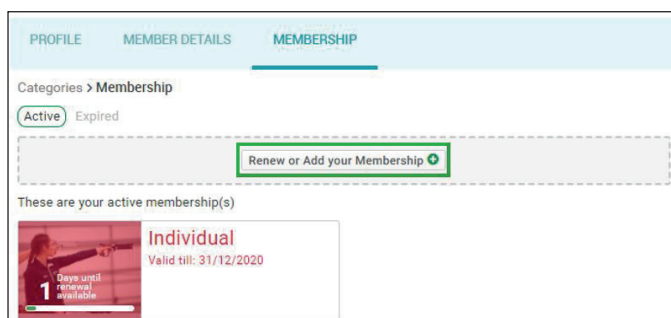 PROFILE MEMBER DETAILS MEMBERSHIP
Categories > Membership
Active Expired
Renew or Add your Membership
These are your active membership(s)
Individual
Valid till: 31/12/2020
1 Days until
renewal
available